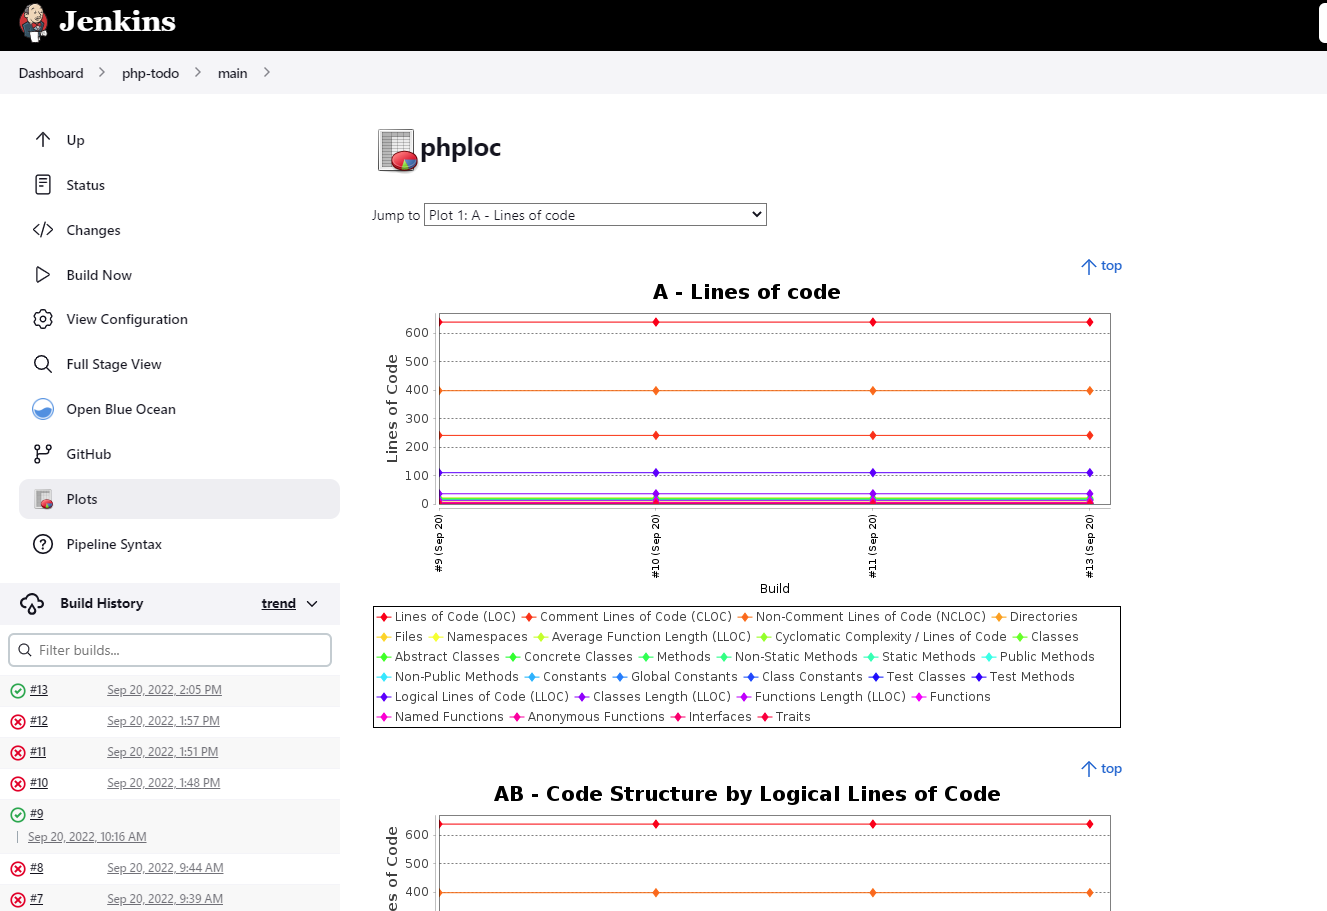 Jenkins
Dashboard
php-todo
main
Up
Status
Changes
Build Now
View Configuration
Full Stage View
Open Blue Ocean
GitHub
Plots
Pipeline Syntax
Build History
trend
Filter builds...
#13 Sep 20, 2022, 2:05 PM
#12 Sep 20, 2022, 1:57 PM
#11 Sep 20, 2022, 1:51 PM
#10 Sep 20, 2022, 1:48 PM
#9
Sep 20, 2022, 10:16 AM
#8 Sep 20, 2022, 9:44 AM
#7 Sep 20, 2022, 9:39 AM
phploc
Jump to Plot 1: A - Lines of code
top
A - Lines of code
Lines of Code
600
500
400
300
200
100
0
#9 (Sep 20)
#10 (Sep 20)
#11 (Sep 20)
#13 (Sep 20)
Build
Lines of Code (LOC) Comment Lines of Code (CLOC) Non-Comment Lines of Code (NCLOC) Directories
Files Namespaces Average Function Length (LLOC) Cyclomatic Complexity / Lines of Code Classes
Abstract Classes Concrete Classes Methods Non-Static Methods Static Methods Public Methods
Non-Public Methods Constants Global Constants Class Constants Test Classes Test Methods
Logical Lines of Code (LLOC) Classes Length (LLOC) Functions Length (LLOC) Functions
Named Functions Anonymous Functions Interfaces Traits
top
AB - Code Structure by Logical Lines of Code
es of Code
600
500
400